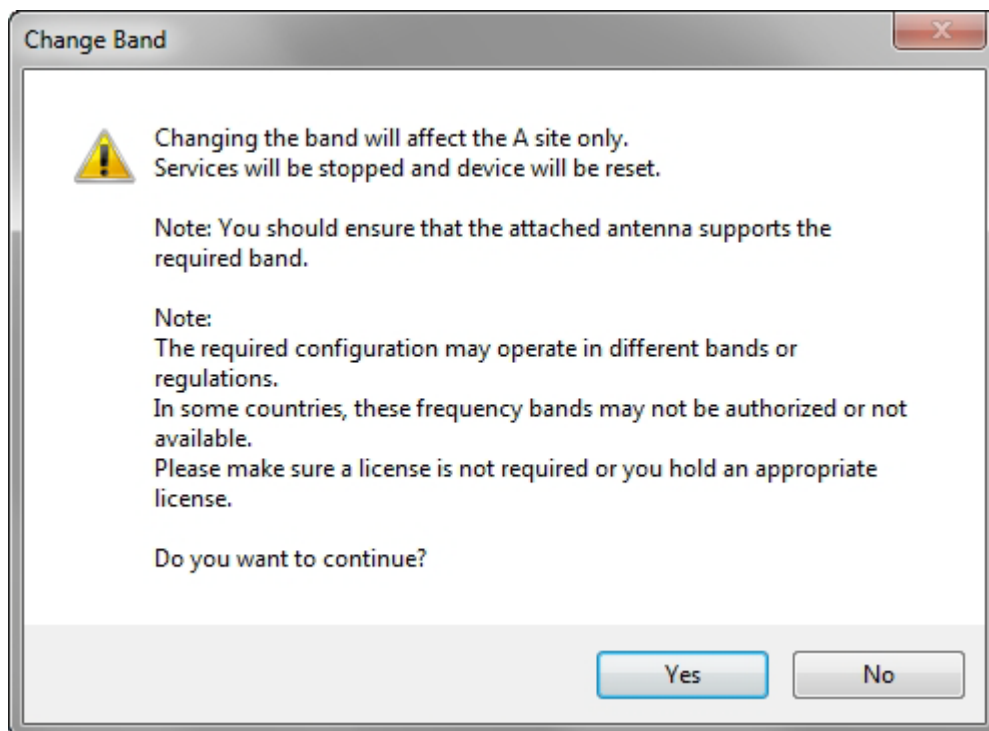 Change Band
Changing the band will affect the A site only.
Services will be stopped and device will be reset.
Note: You should ensure that the attached antenna supports the
required band.
Note:
The required configuration may operate in different bands or
regulations.
In some countries, these frequency bands may not be authorized or not
available.
Please make sure a license is not required or you hold an appropriate
license.
Do you want to continue?
Yes
No